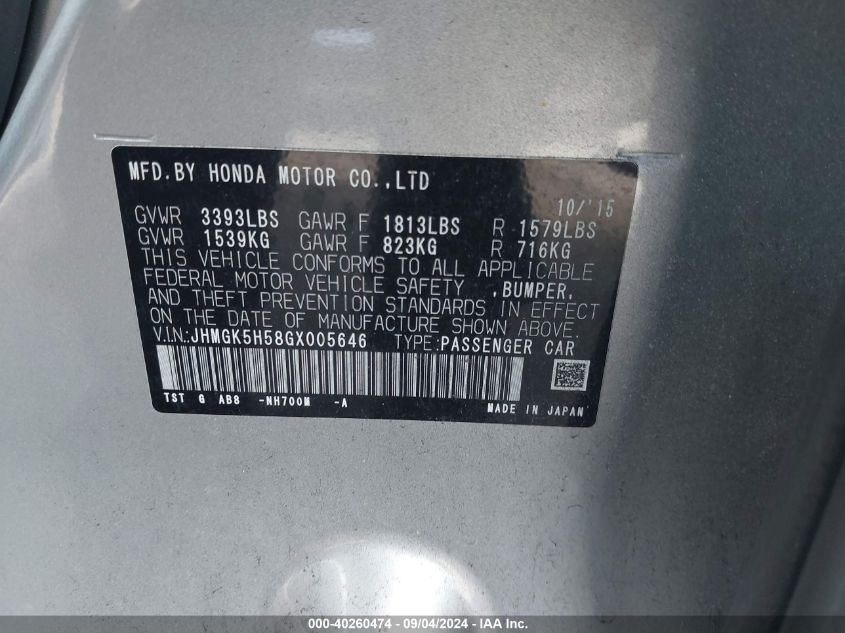 MFD.BY HONDA MOTOR CO.,LTD
10/'15
GVWR 3393LBS GAWR F 1813LBS R 1579LBS
GVWR 1539KG GAWR F 823KG R 716KG
THIS VEHICLE CONFORMS TO ALL APPLICABLE
FEDERAL MOTOR VEHICLE SAFETY ,BUMPER,
AND THEFT PREVENTION STANDARDS IN EFFECT
ON THE DATE OF MANUFACTURE SHOWN ABOVE.
V.I.N.:JHMGK5H58GX005646 TYPE:PASSENGER CAR
TST G AB8 -NH700M -A MADE IN JAPAN
000-40260474 - 09/04/2024 - IAA Inc.